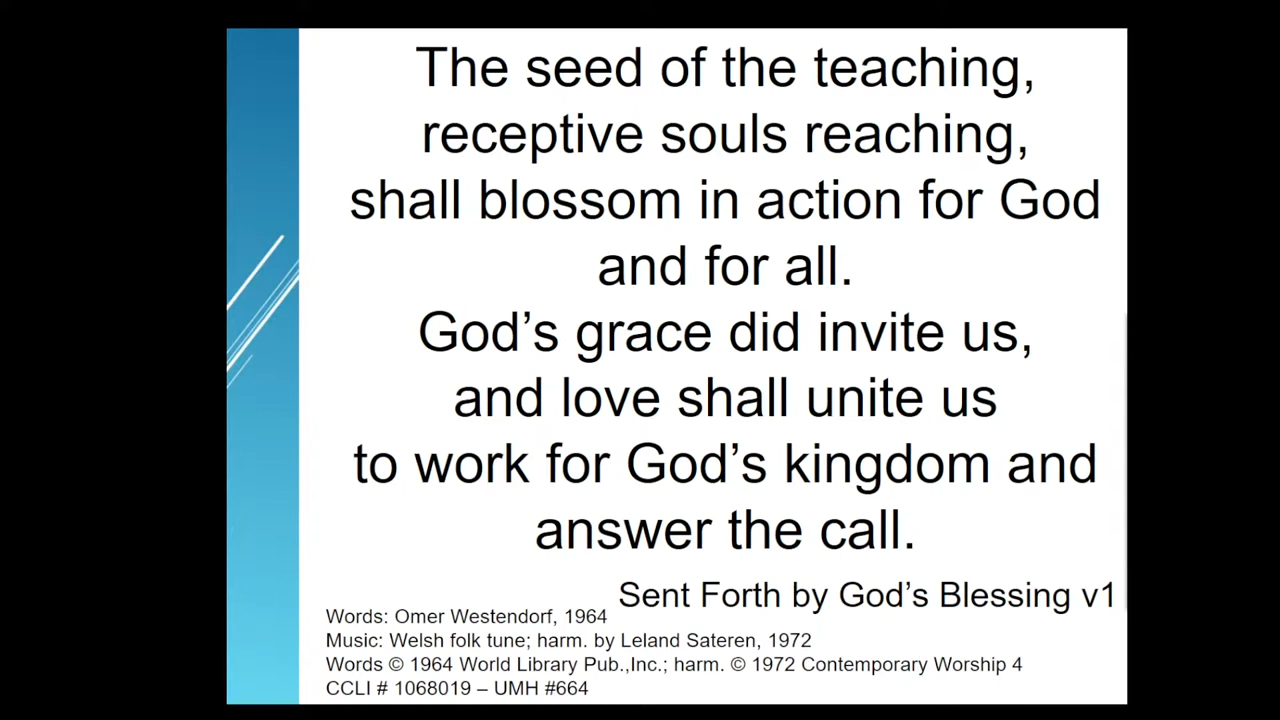 The seed of the teaching,
receptive souls reaching,
shall blossom in action for God
and for all.
God’s grace did invite us,
and love shall unite us
to work for God’s kingdom and
answer the call.
Sent Forth by God’s Blessing v1
Words: Omer Westendorf, 1964
Music: Welsh folk tune; harm. by Leland Sateren, 1972
Words © 1964 World Library Pub.,Inc.; harm. © 1972 Contemporary Worship 4
CCLI # 1068019 – UMH #664